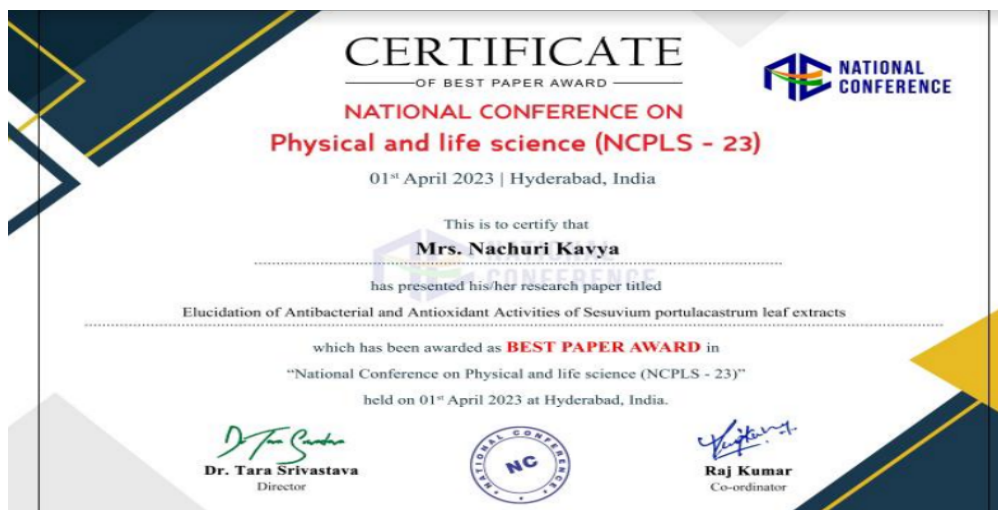 CERTIFICATE
OF BEST PAPER AWARD
NATIONAL
CONFERENCE
NATIONAL CONFERENCE ON
Physical and life science (NCPLS - 23)
01st April 2023 | Hyderabad, India
This is to certify that
NATIONAL
Mrs. Nachuri Kavya
CONFERENCE
has presented his/her research paper titled
Elucidation of Antibacterial and Antioxidant Activities of Sesuvium portulacastrum leaf extracts
which has been awarded as BEST PAPER AWARD in
“National Conference on Physical and life science (NCPLS - 23)”
held on 01st April 2023 at Hyderabad, India.
Dr. Tara Srivastava
Director
NATIONAL CONFERENCE
NC
Raj Kumar
Co-ordinator